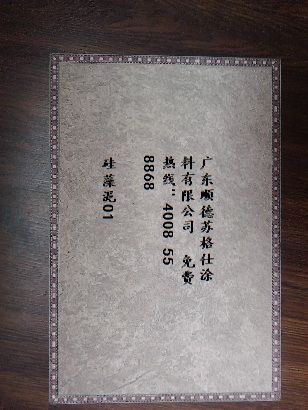 广东顺德苏格仕涂
料有限公司 免费
热线：4008 55
8868
硅藻泥01